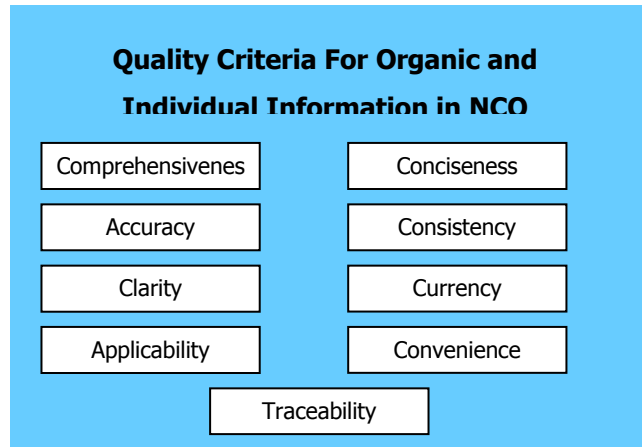 Quality Criteria For Organic and
Individual Information in NCO
Comprehensivenes
Conciseness
Accuracy
Consistency
Clarity
Currency
Applicability
Convenience
Traceability